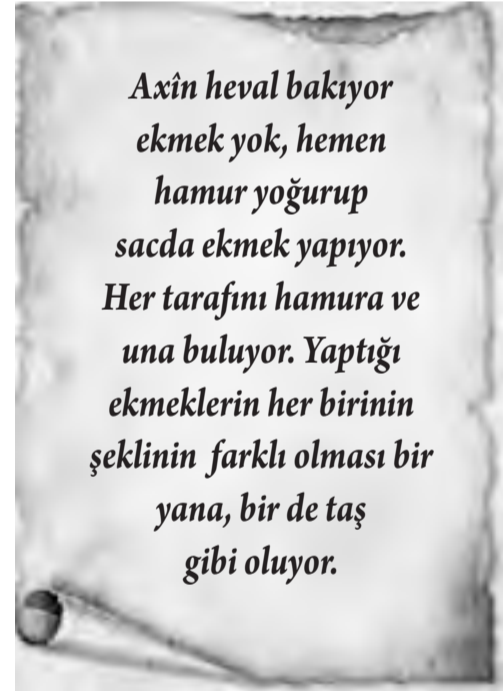 Axîn heval bakıyor
ekmek yok, hemen
hamur yoğurup
sacda ekmek yapıyor.
Her tarafını hamura ve
una buluyor. Yaptığı
ekmeklerin her birinin
şeklinin farklı olması bir
yana, bir de taş
gibi oluyor.